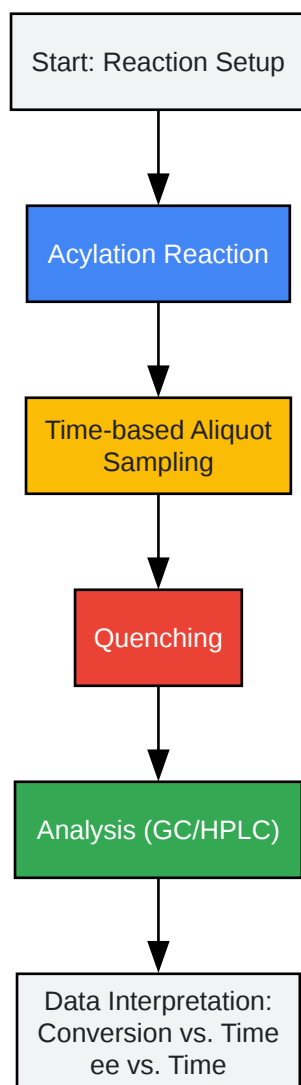 Start: Reaction Setup
Acylation Reaction
Time-based Aliquot
Sampling
Quenching
Analysis (GC/HPLC)
Data Interpretation:
Conversion vs. Time
ee vs. Time